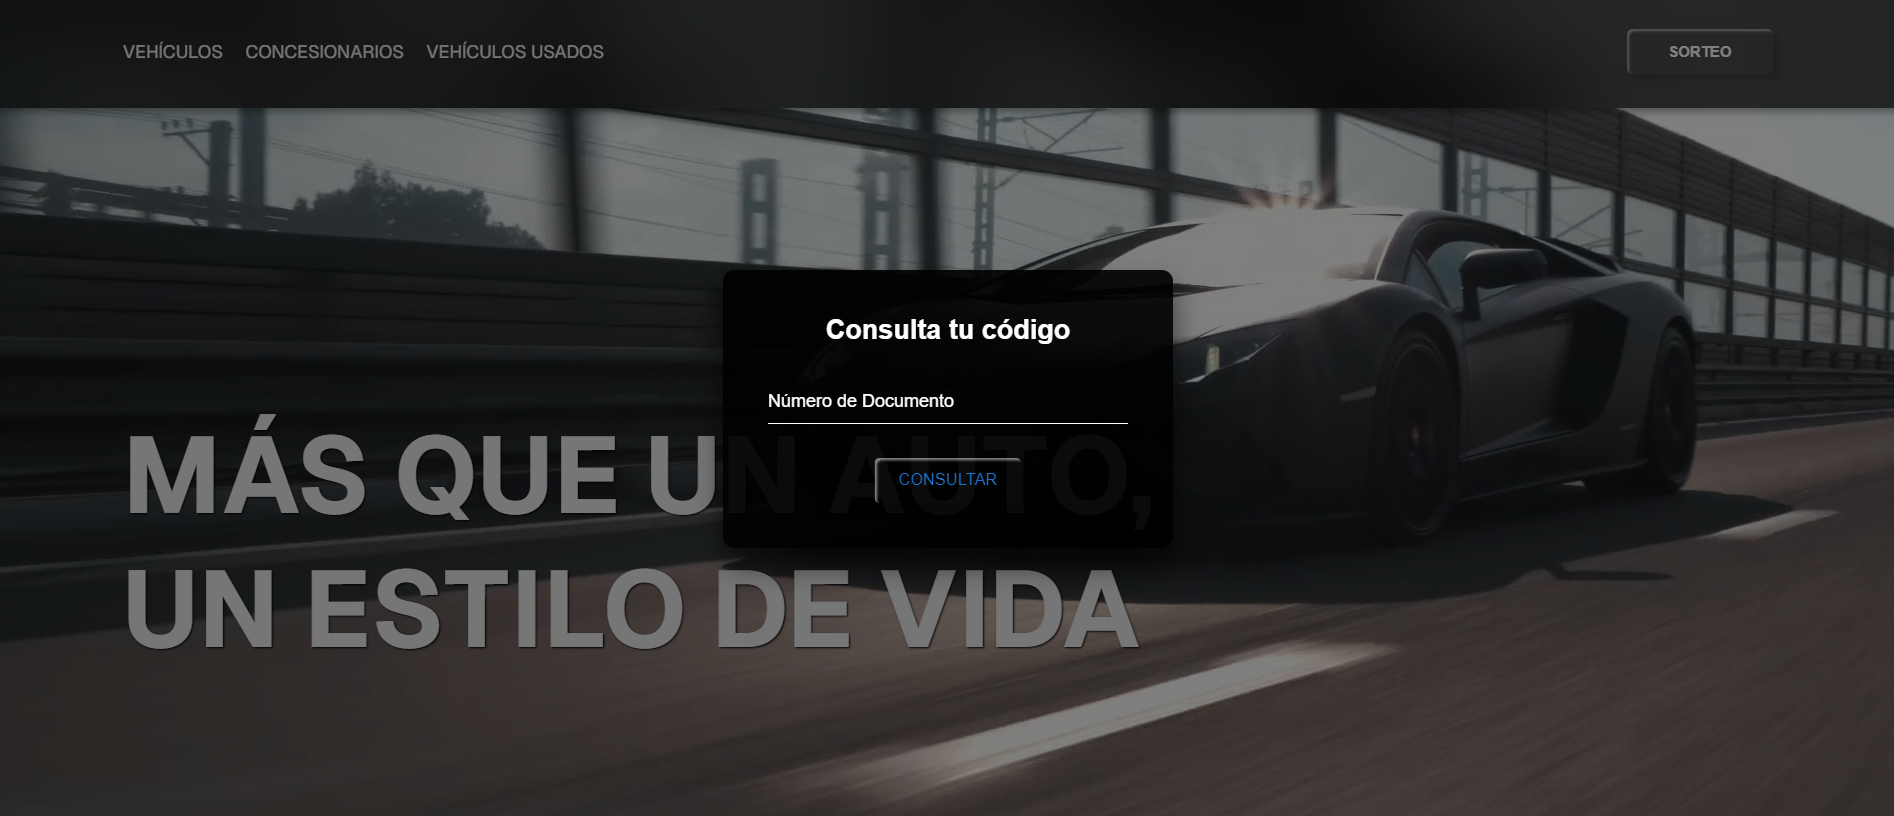 VEHÍCULOS CONCESIONARIOS VEHÍCULOS USADOS SORTEO
Consulta tu código
Número de Documento
CONSULTAR
MÁS QUE UN AUTO,
UN ESTILO DE VIDA